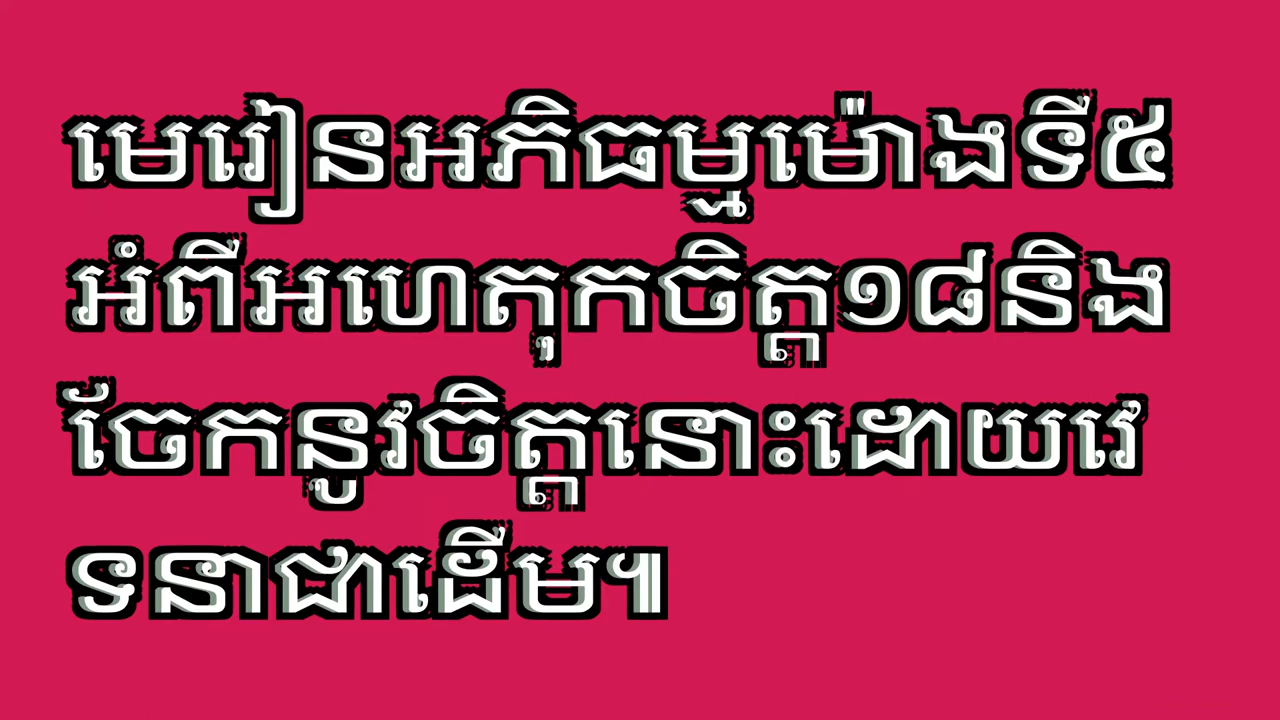 មេរៀនអភិធម្មម៉ោងទី៥
អំពីអហេតុកចិត្ត១៨និង
ចែកនូវចិត្តនោះដោយវេ
ទនាជាដើម៕